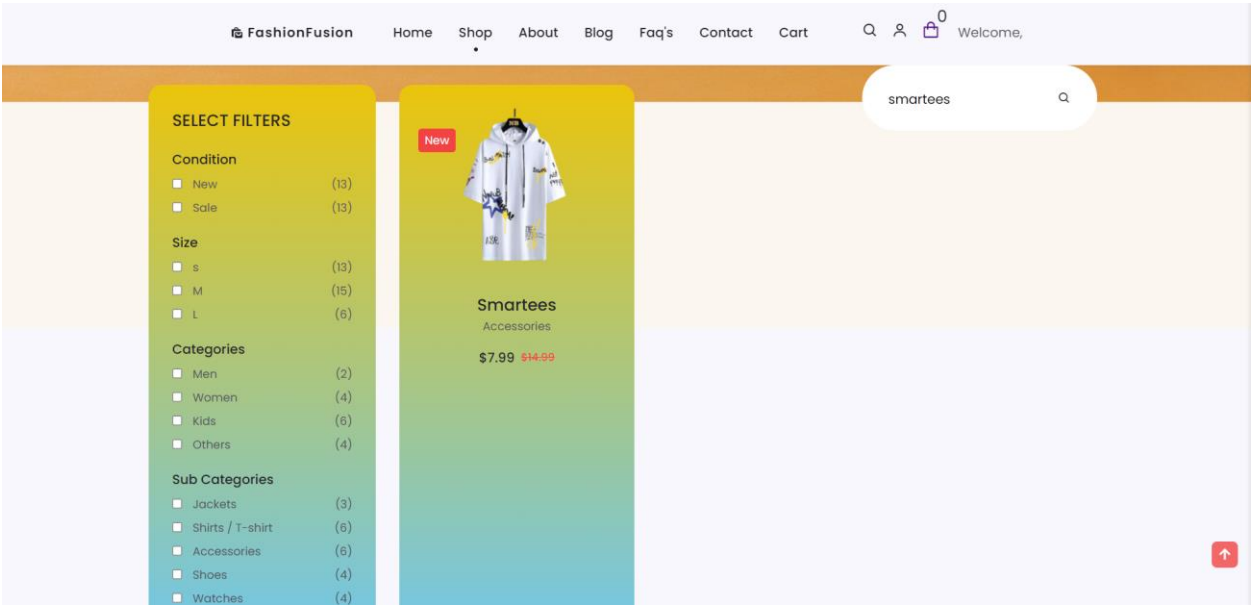 FashionFusion Home Shop About Blog Faq's Contact Cart 0 Welcome,
smartees
SELECT FILTERS
Condition
New (13)
Sale (13)
Size
s (13)
M (15)
L (6)
Categories
Men (2)
Women (4)
Kids (6)
Others (4)
Sub Categories
Jackets (3)
Shirts / T-shirt (6)
Accessories (6)
Shoes (4)
Watches (4)
New
Smartees
Accessories
$7.99 $14.99